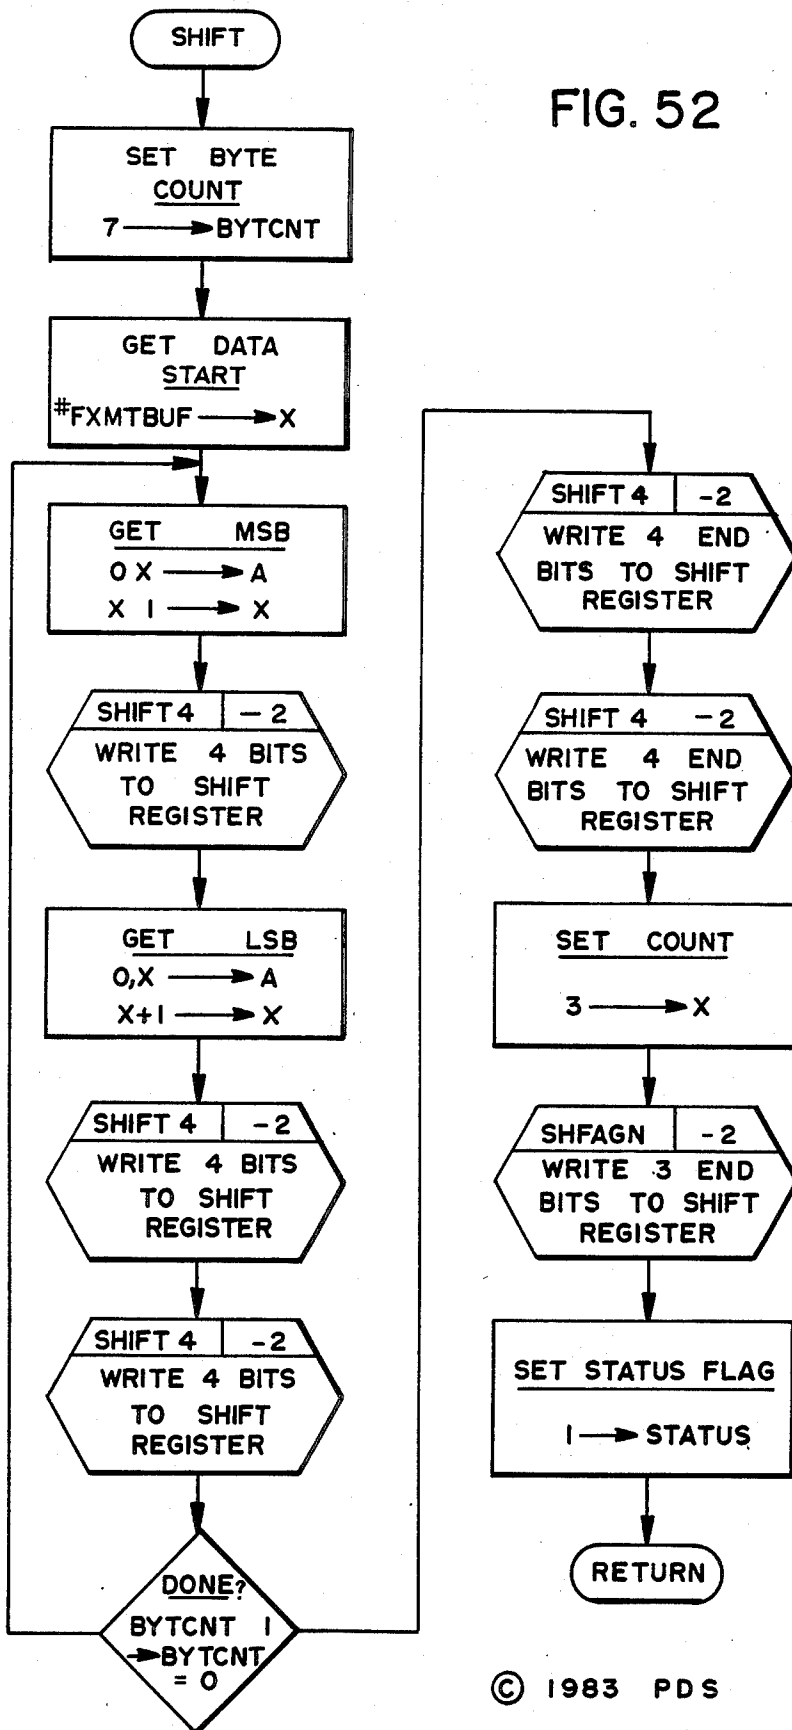 SHIFT
FIG. 52
SET BYTE
COUNT
7 → BYTCNT
GET DATA
START
#FXMTBUF → X
GET MSB
0 X → A
X 1 → X
SHIFT 4 -2
WRITE 4 BITS
TO SHIFT
REGISTER
GET LSB
0,X → A
X+1 → X
SHIFT 4 -2
WRITE 4 BITS
TO SHIFT
REGISTER
SHIFT 4 -2
WRITE 4 BITS
TO SHIFT
REGISTER
DONE?
BYTCNT 1
→BYTCNT
= 0
SHIFT 4 -2
WRITE 4 END
BITS TO SHIFT
REGISTER
SHIFT 4 -2
WRITE 4 END
BITS TO SHIFT
REGISTER
SET COUNT
3 → X
SHFAGN -2
WRITE 3 END
BITS TO SHIFT
REGISTER
SET STATUS FLAG
1 → STATUS
RETURN
© 1983 PDS